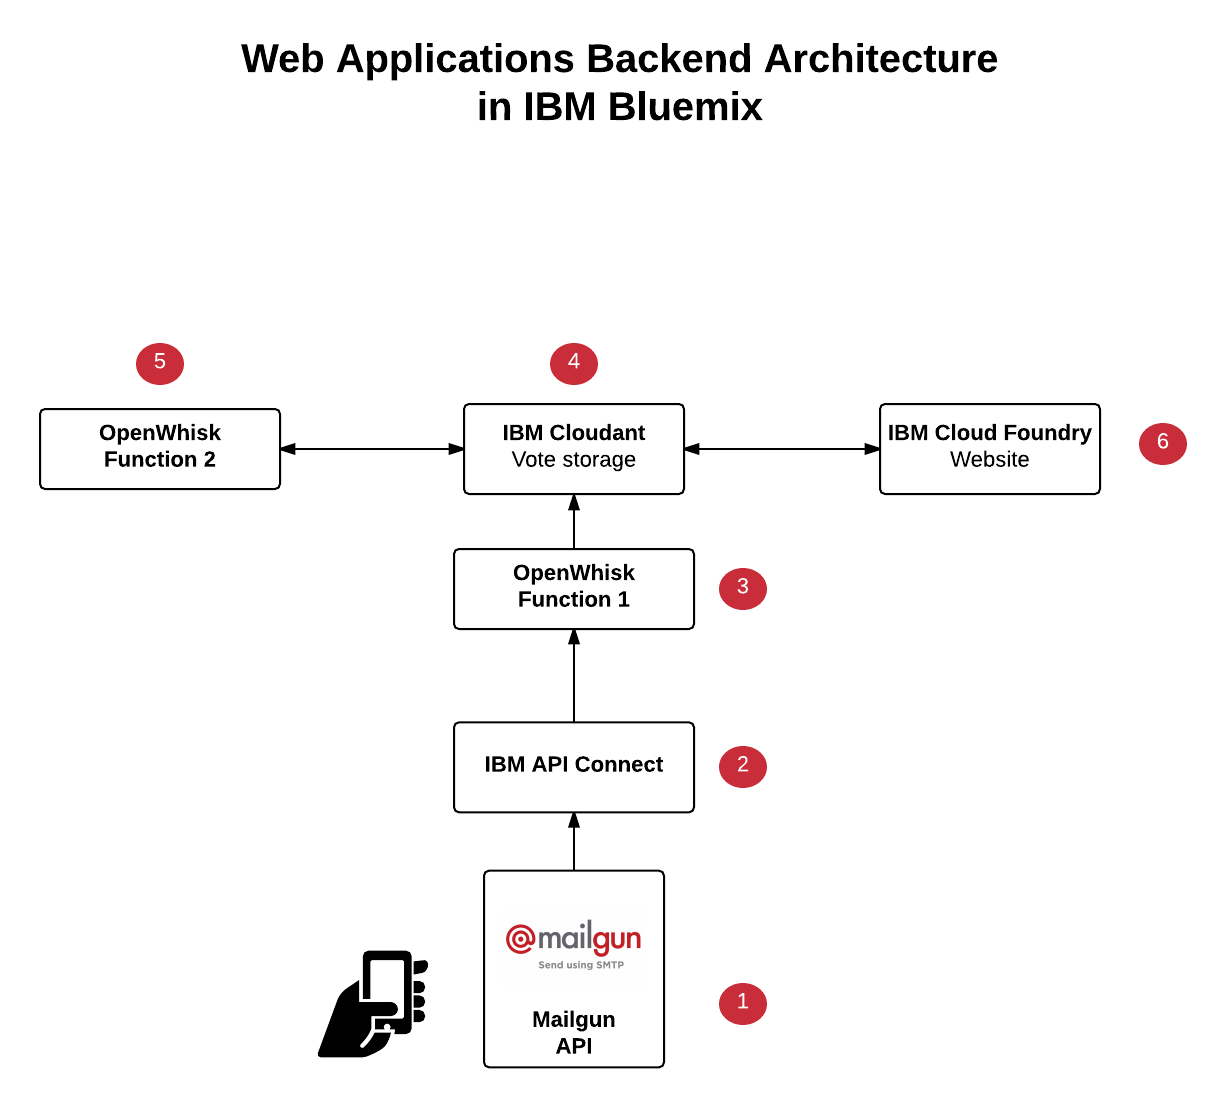 Web Applications Backend Architecture
in IBM Bluemix
5
4
OpenWhisk
Function 2
IBM Cloudant
Vote storage
IBM Cloud Foundry
Website
6
OpenWhisk
Function 1
3
IBM API Connect
2
@mailgun
Send using SMTP
Mailgun
API
1